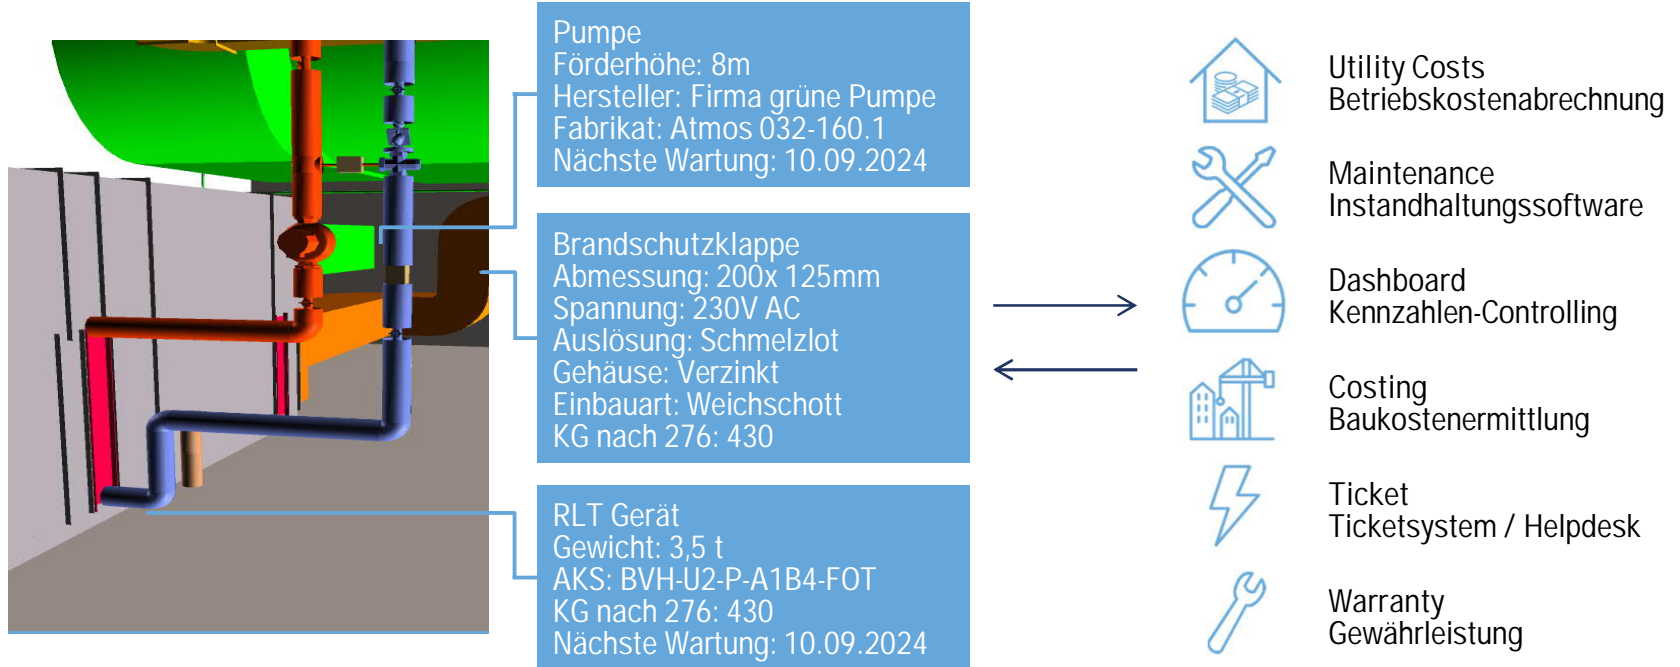 Pumpe
Förderhöhe: 8m
Hersteller: Firma grüne Pumpe
Fabrikat: Atmos 032-160.1
Nächste Wartung: 10.09.2024
Brandschutzklappe
Abmessung: 200x 125mm
Spannung: 230V AC
Auslösung: Schmelzlot
Gehäuse: Verzinkt
Einbauart: Weichschott
KG nach 276: 430
RLT Gerät
Gewicht: 3,5 t
AKS: BVH-U2-P-A1B4-FOT
KG nach 276: 430
Nächste Wartung: 10.09.2024
Utility Costs
Betriebskostenabrechnung
Maintenance
Instandhaltungssoftware
Dashboard
Kennzahlen-Controlling
Costing
Baukostenermittlung
Ticket
Ticketsystem / Helpdesk
Warranty
Gewährleistung